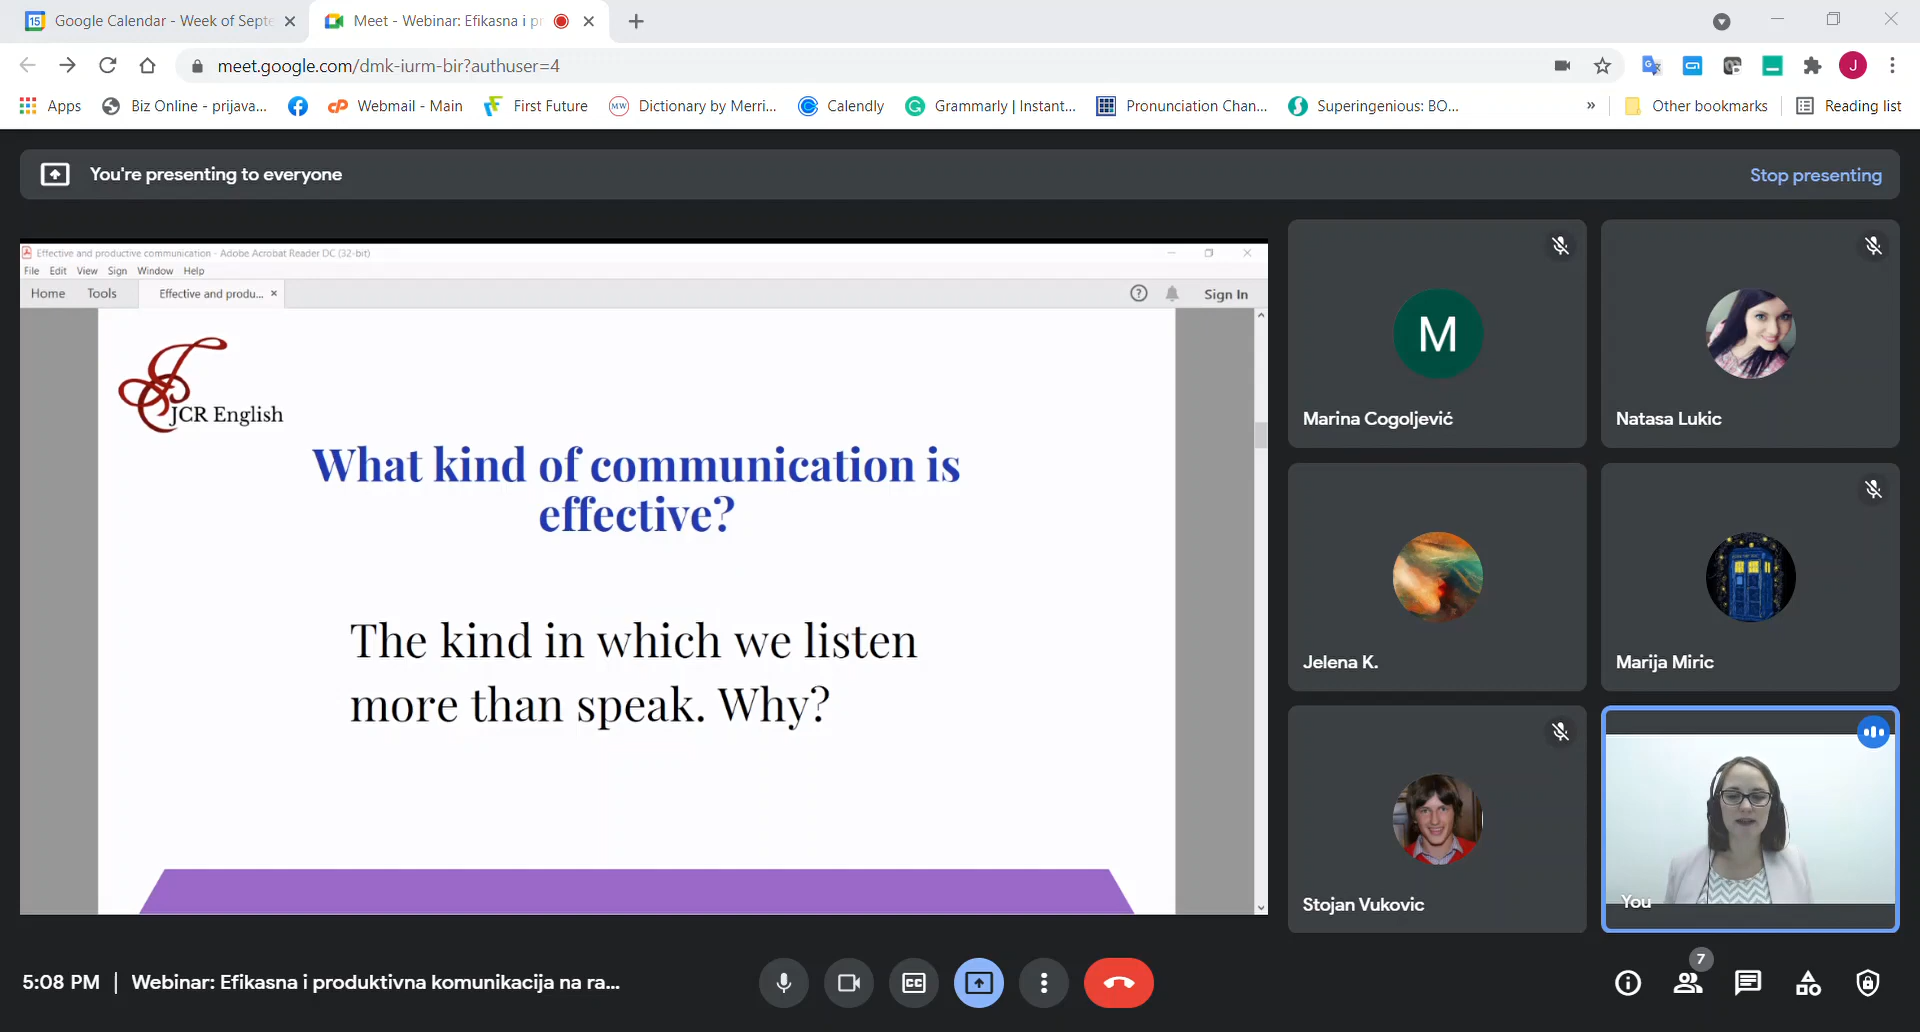 Google Calendar - Week of Septe
Meet - Webinar: Efikasna i pr
meet.google.com/dmk-iurm-bir?authuser=4
J
Apps
Biz Online - prijava...
Webmail - Main
First Future
Dictionary by Merri...
Calendly
Grammarly | Instant...
Pronunciation Chan...
Superingenious: BO...
»
Other bookmarks
Reading list
You're presenting to everyone
Stop presenting
Effective and productive communication - Adobe Acrobat Reader DC (32-bit)
File Edit View Sign Window Help
Home Tools Effective and produ... ×
Sign In
JCR English
What kind of communication is
effective?
The kind in which we listen
more than speak. Why?
M
Marina Cogoljević
Natasa Lukic
Jelena K.
Marija Miric
Stojan Vukovic
You
5:08 PM | Webinar: Efikasna i produktivna komunikacija na ra...
CC
7